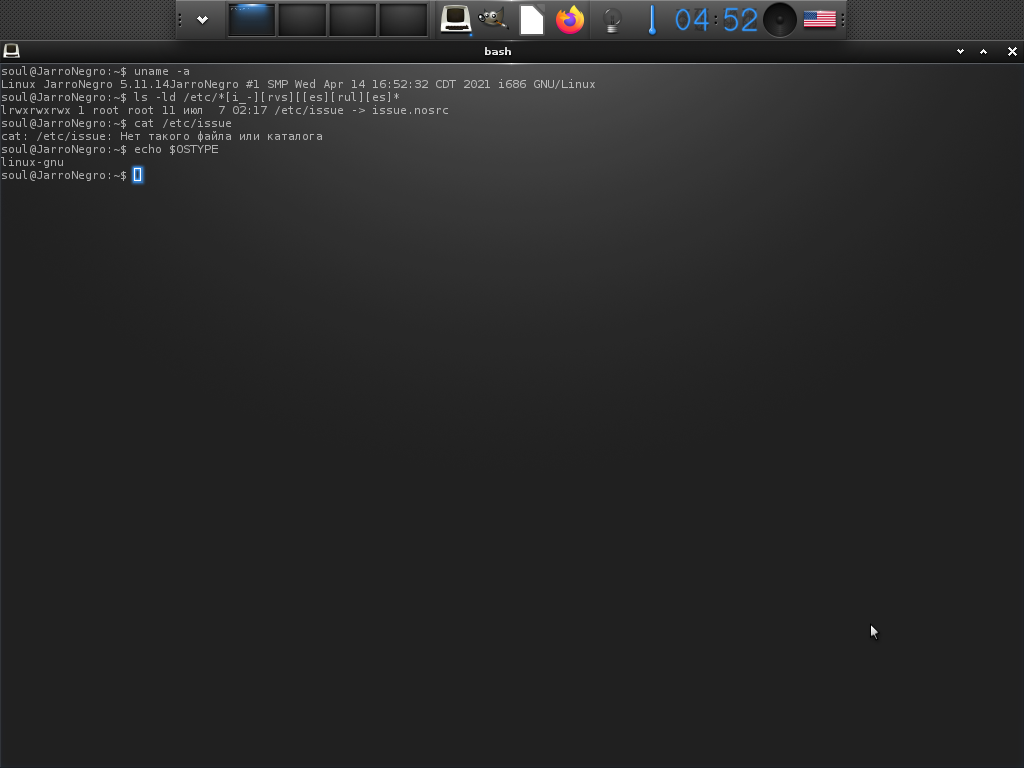 04:52
bash
soul@JarroNegro:~$ uname -a
Linux JarroNegro 5.11.14JarroNegro #1 SMP Wed Apr 14 16:52:32 CDT 2021 i686 GNU/Linux
soul@JarroNegro:~$ ls -ld /etc/*[i_-][rvs][[es][rul][es]*
lrwxrwxrwx 1 root root 11 июл  7 02:17 /etc/issue -> issue.nosrc
soul@JarroNegro:~$ cat /etc/issue
cat: /etc/issue: Нет такого файла или каталога
soul@JarroNegro:~$ echo $OSTYPE
linux-gnu
soul@JarroNegro:~$